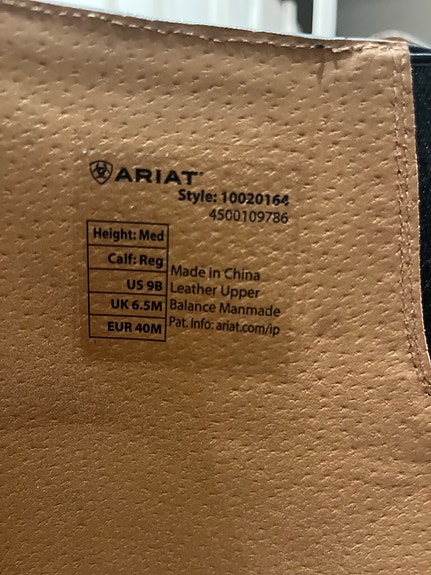 ARIAT
Style: 10020164
4500109786
Height: Med
Calf: Reg
US 9B
UK 6.5M
EUR 40M
Made in China
Leather Upper
Balance Manmade
Pat. Info: ariat.com/ip